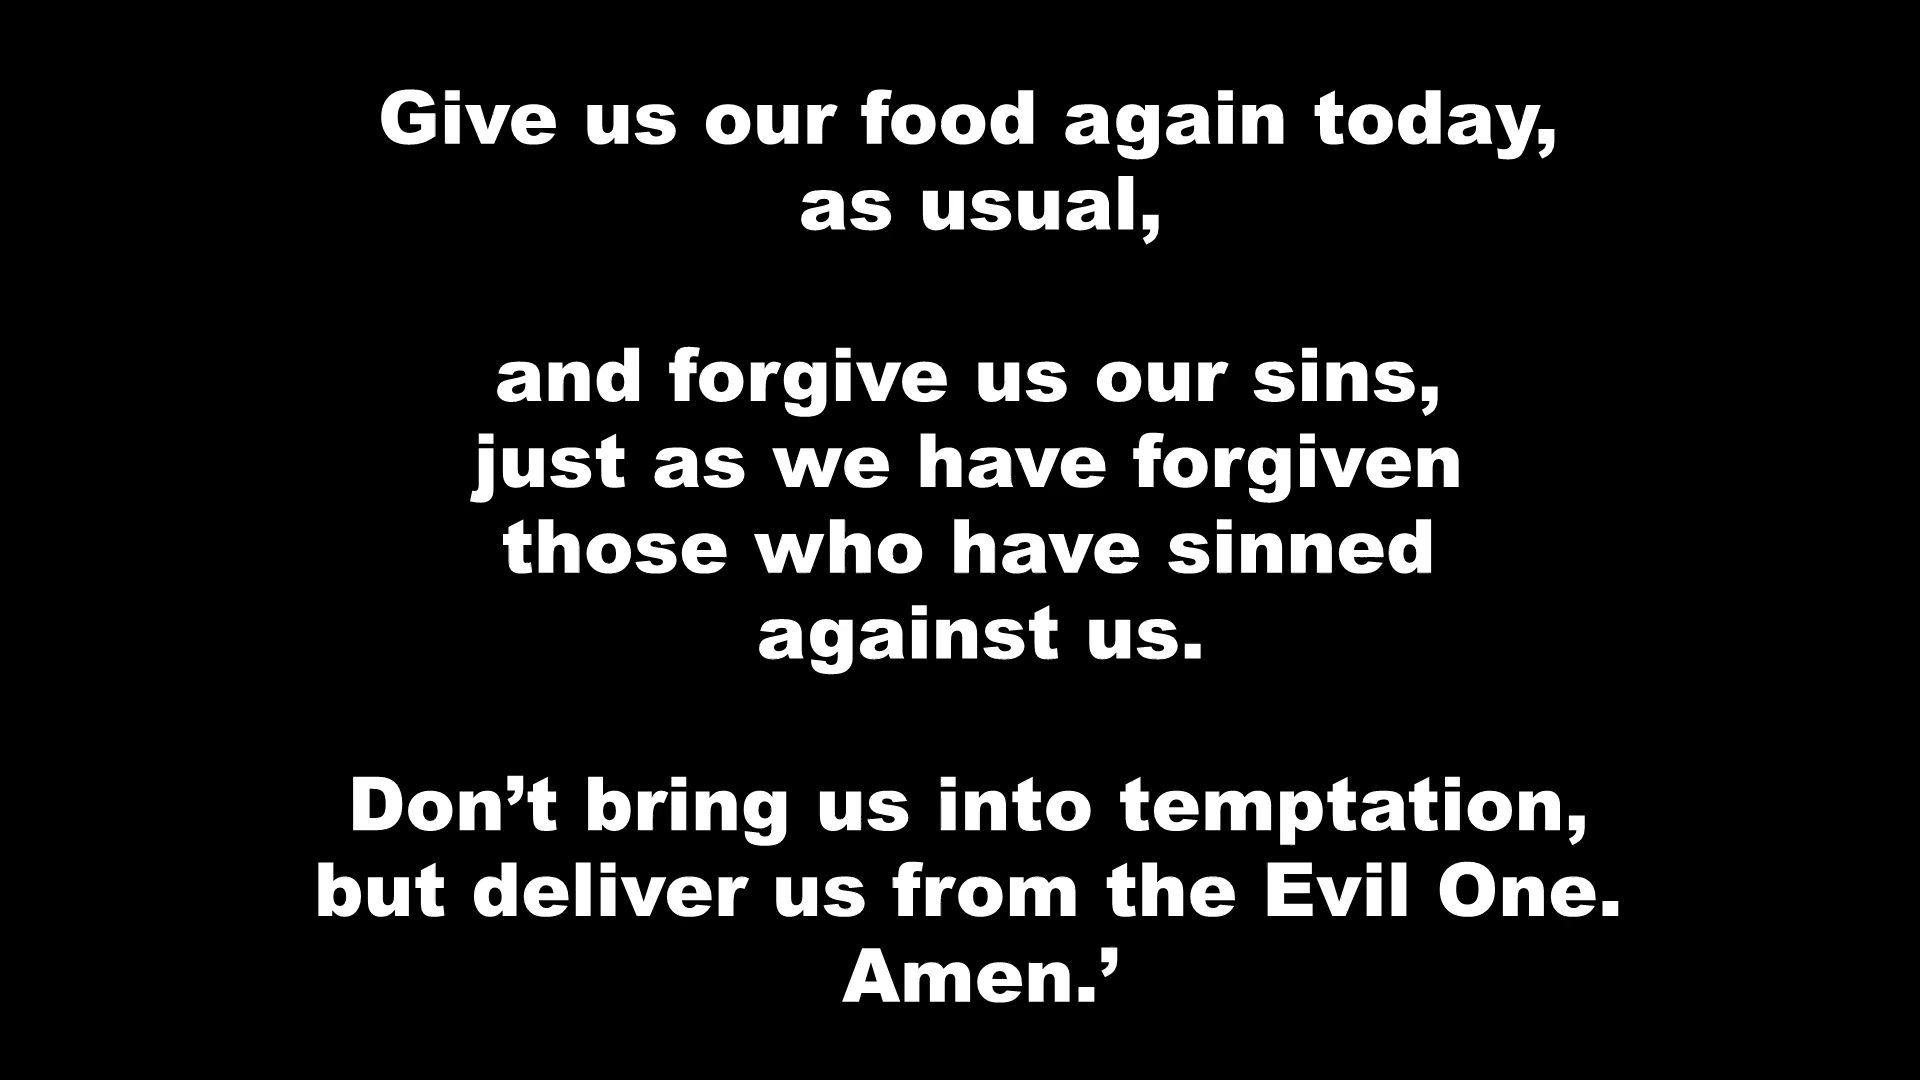 Give us our food again today,
as usual,
and forgive us our sins,
just as we have forgiven
those who have sinned
against us.
Don’t bring us into temptation,
but deliver us from the Evil One.
Amen.’